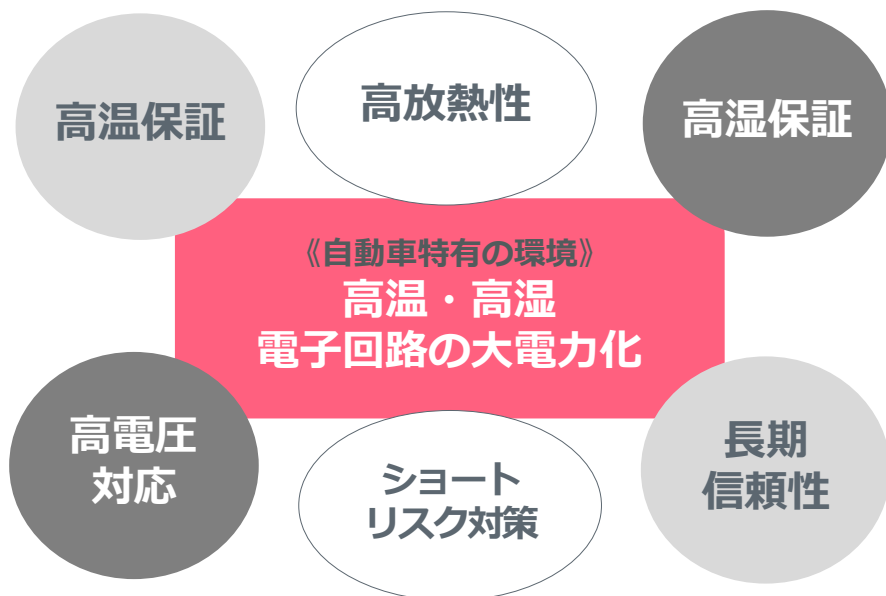 高温保証
高放熱性
高湿保証
《自動車特有の環境》
高温・高湿
電子回路の大電力化
高電圧
対応
ショート
リスク対策
長期
信頼性